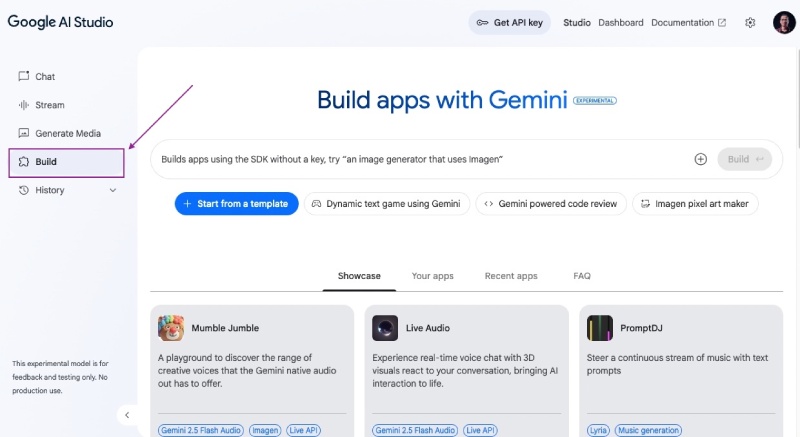 Google AI Studio
Get API key
Studio
Dashboard
Documentation
Chat
Stream
Generate Media
Build
History
This experimental model is for
feedback and testing only. No
production use.
Build apps with Gemini EXPERIMENTAL
Builds apps using the SDK without a key, try “an image generator that uses Imagen”
Build
Start from a template
Dynamic text game using Gemini
Gemini powered code review
Imagen pixel art maker
Showcase
Your apps
Recent apps
FAQ
Mumble Jumble
A playground to discover the range of
creative voices that the Gemini native audio
out has to offer.
Gemini 2.5 Flash Audio
Imagen
Live API
Live Audio
Experience real-time voice chat with 3D
visuals react to your conversation, bringing AI
interaction to life.
Gemini 2.5 Flash Audio
Live API
PromptDJ
Steer a continuous stream of music with text
prompts
Lyria
Music generation